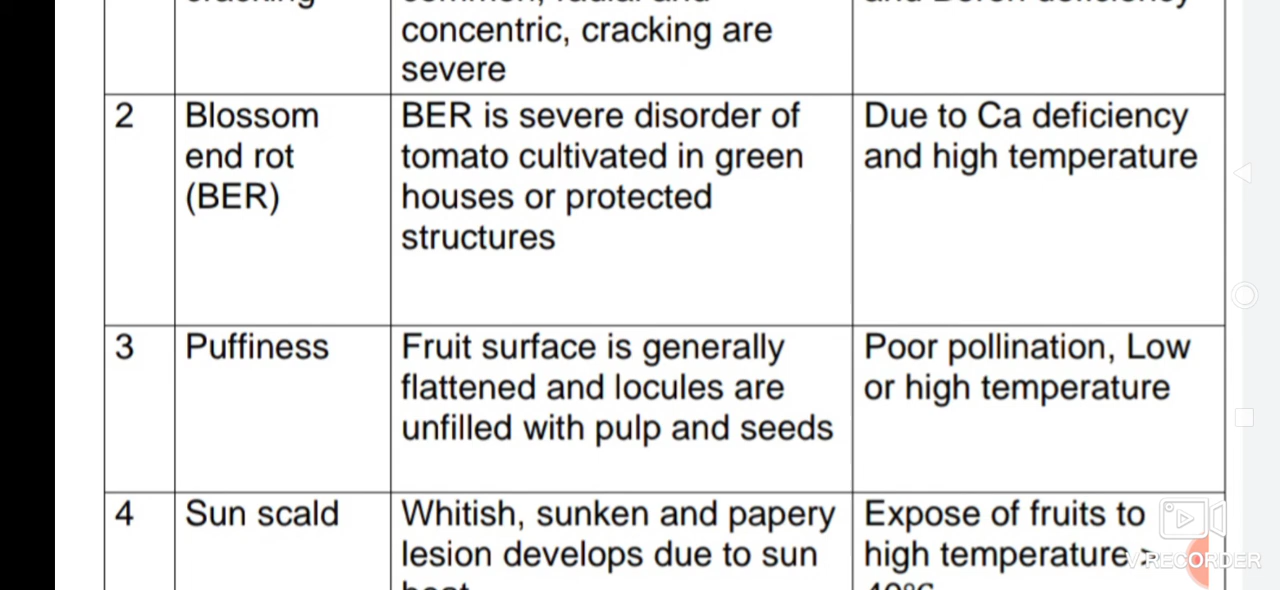 concentric, cracking are
severe
2
Blossom
end rot
(BER)
BER is severe disorder of
tomato cultivated in green
houses or protected
structures
Due to Ca deficiency
and high temperature
3
Puffiness
Fruit surface is generally
flattened and locules are
unfilled with pulp and seeds
Poor pollination, Low
or high temperature
4
Sun scald
Whitish, sunken and papery
lesion develops due to sun
Expose of fruits to
high temperature >
V RECORDER